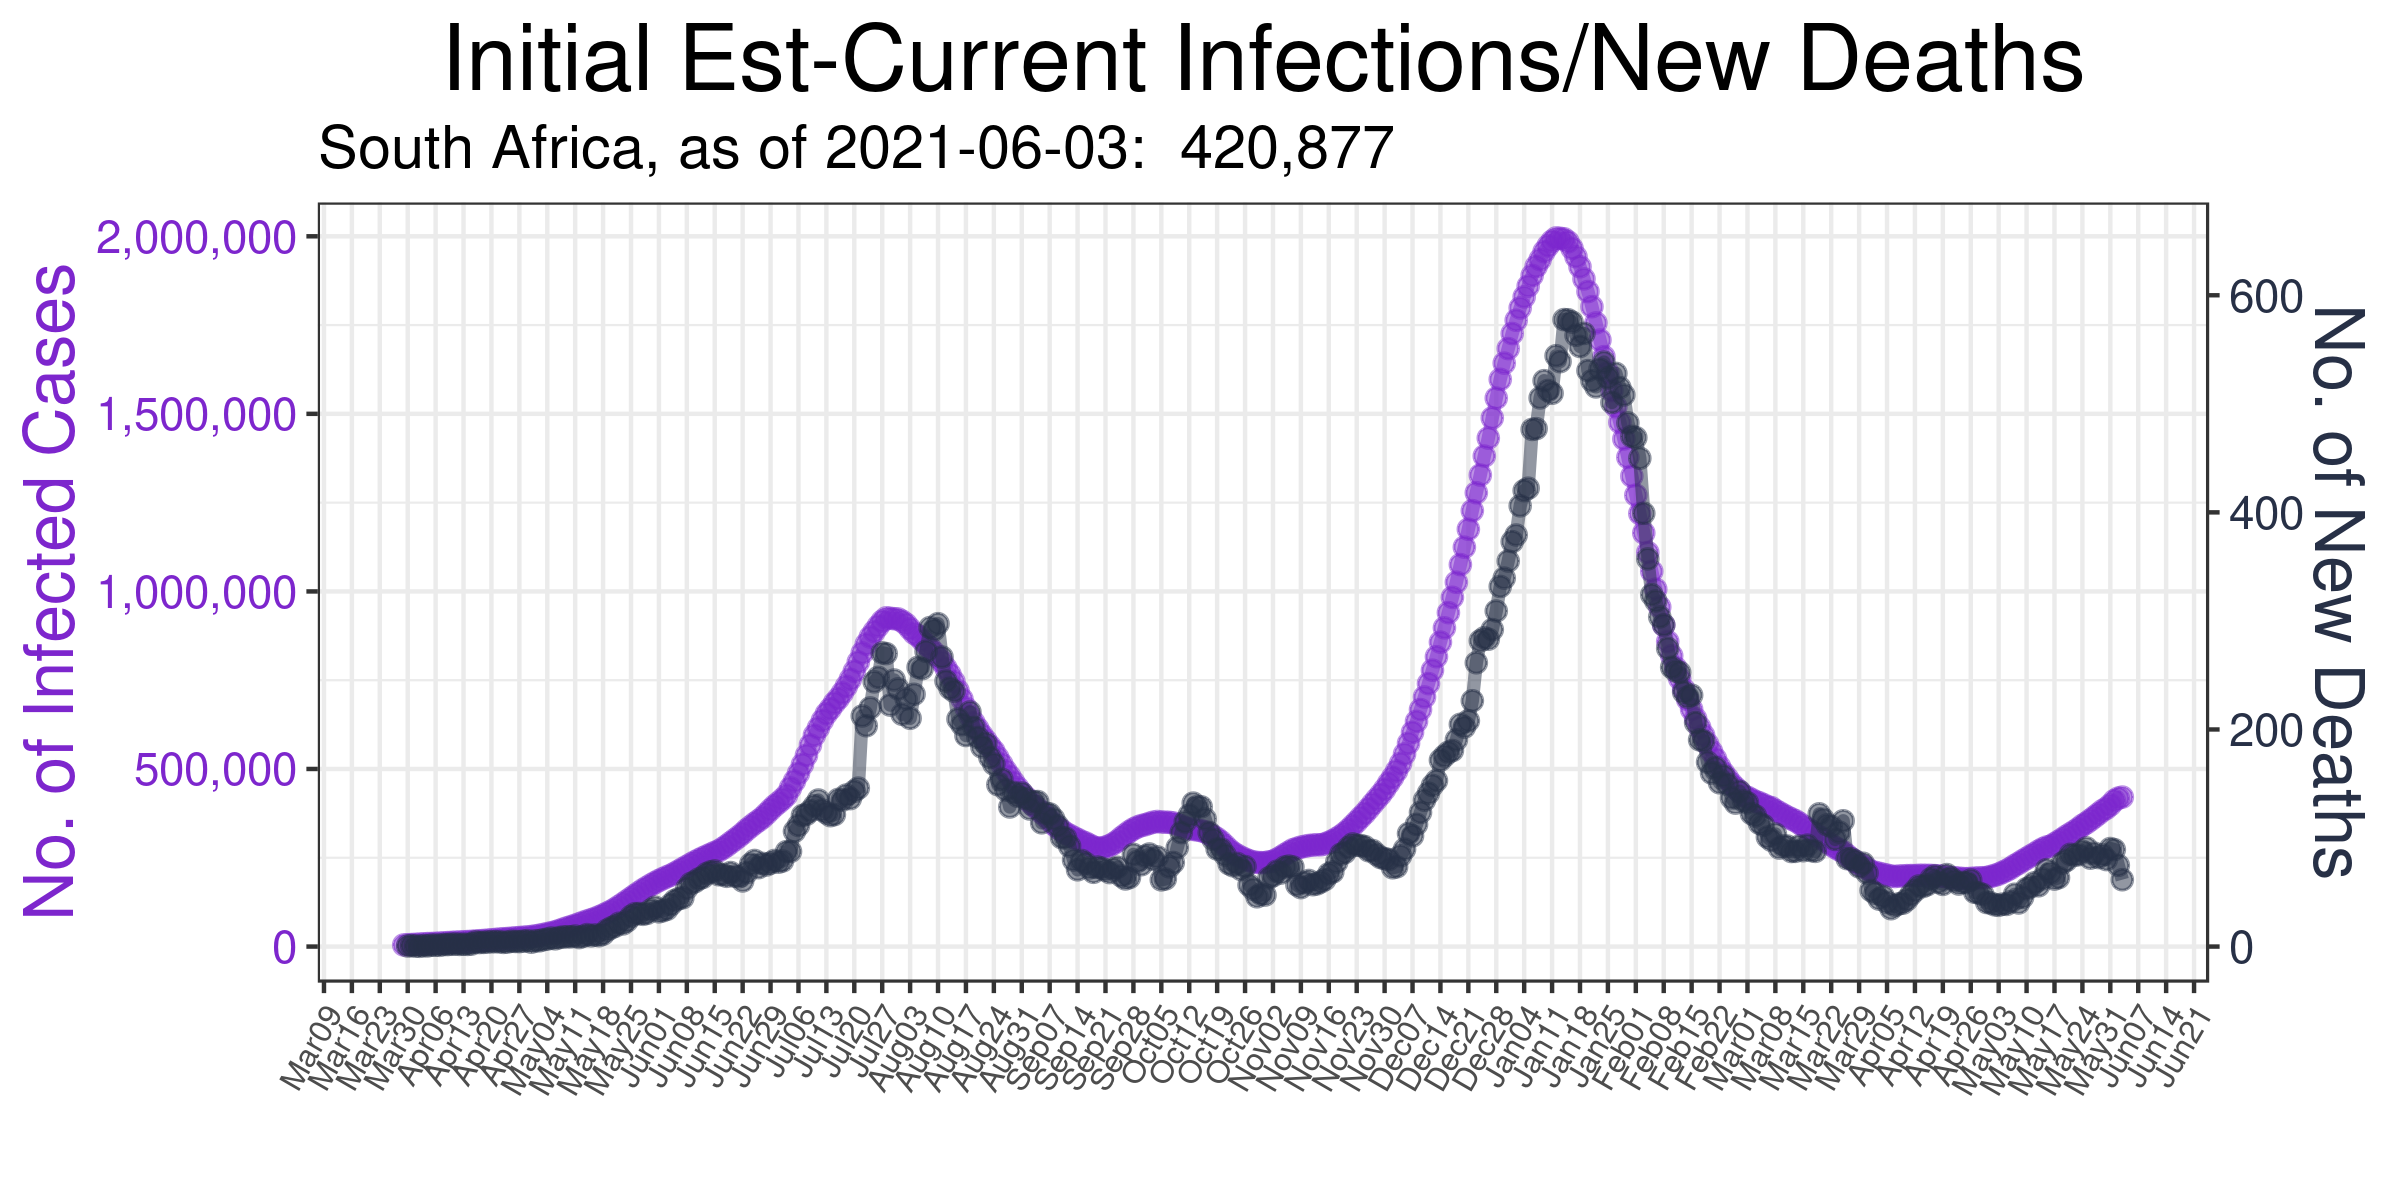 Initial Est-Current Infections/New Deaths
South Africa, as of 2021-06-03:  420,877
No. of Infected Cases
2,000,000
1,500,000
1,000,000
500,000
0
600
400
200
0
No. of New Deaths
Mar09
Mar16
Mar23
Mar30
Apr06
Apr13
Apr20
Apr27
May04
May11
May18
May25
Jun01
Jun08
Jun15
Jun22
Jun29
Jul06
Jul13
Jul20
Jul27
Aug03
Aug10
Aug17
Aug24
Aug31
Sep07
Sep14
Sep21
Sep28
Oct05
Oct12
Oct19
Oct26
Nov02
Nov09
Nov16
Nov23
Nov30
Dec07
Dec14
Dec21
Dec28
Jan04
Jan11
Jan18
Jan25
Feb01
Feb08
Feb15
Feb22
Mar01
Mar08
Mar15
Mar22
Mar29
Apr05
Apr12
Apr19
Apr26
May03
May10
May17
May24
May31
Jun07
Jun14
Jun21